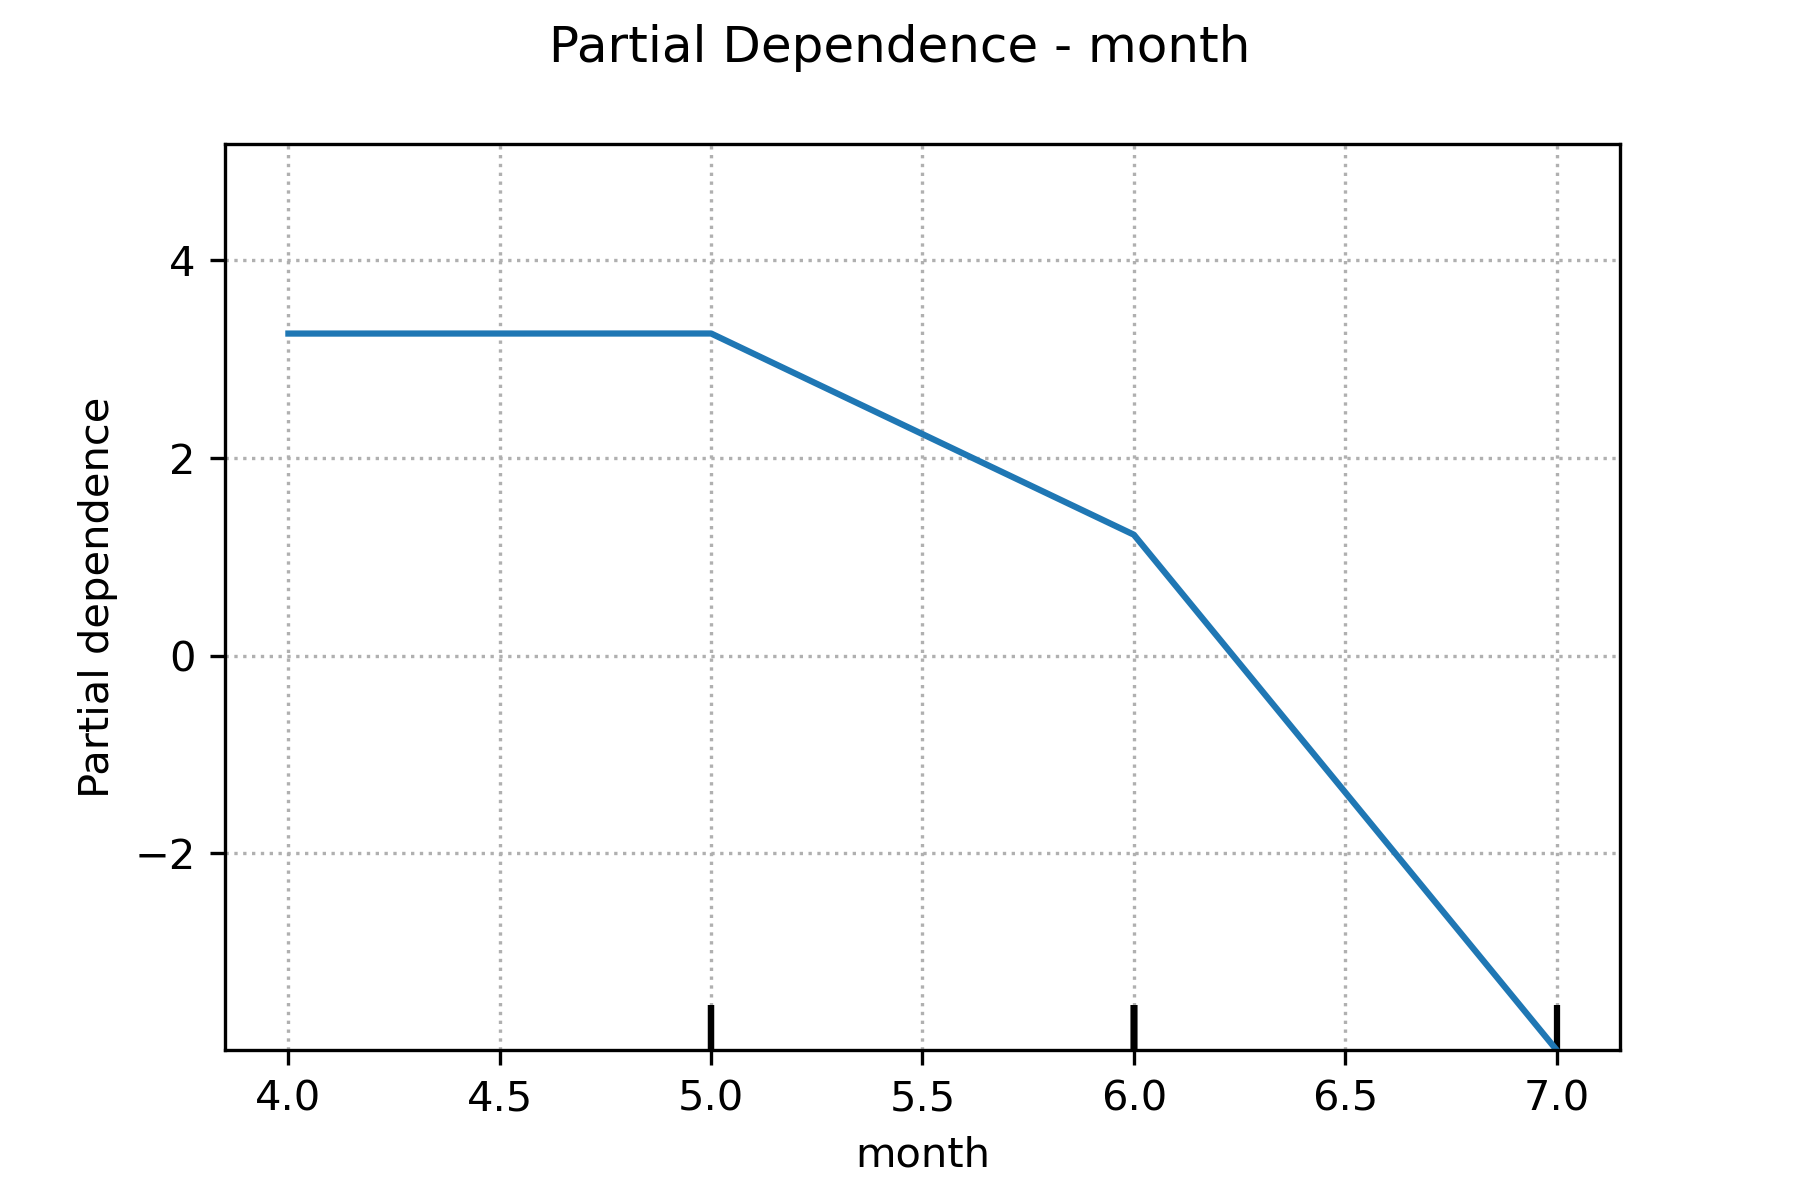 Partial Dependence - month
Partial dependence
4
2
0
−2
4.0 4.5 5.0 5.5 6.0 6.5 7.0
month